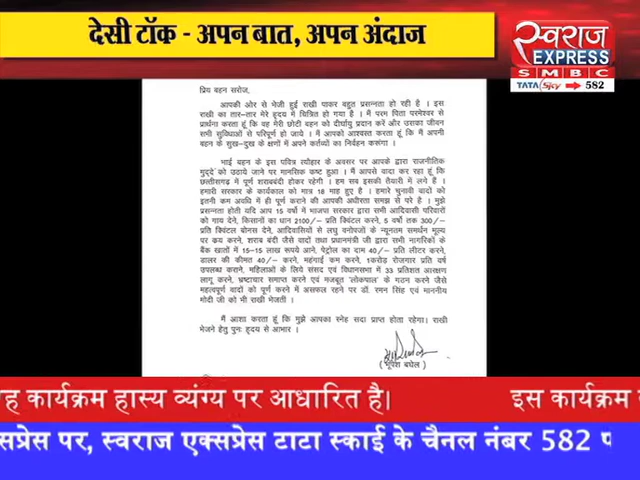 देसी टॉक - अपन बात, अपन अंदाज
स्वराज
EXPRESS
SMBC
TATA Sky 582
प्रिय बहन सरोज,
आपकी ओर से भेजी हुई राखी पाकर बहुत प्रसन्नता हो रही है । इस
राखी का तार-तार मेरे हृदय में चित्रित हो गया है । मैं परम पिता परमेश्वर से
प्रार्थना करता हूं कि वह मेरी छोटी बहन को दीर्घायु प्रदान करें और उसका जीवन
सभी सुविधाओं से परिपूर्ण हो जाये । मैं आपको आश्वस्त करता हूं कि मैं अपनी
बहन के सुख-दुख के क्षणों में अपने कर्तव्यों का निर्वहन करूंगा ।
भाई बहन के इस पवित्र त्यौहार के अवसर पर आपके द्वारा राजनीतिक
मुद्दे को उठाये जाने पर मानसिक कष्ट हुआ । मैं आपसे वादा कर रहा हूं कि
छत्तीसगढ़ में पूर्ण शराबबंदी होकर रहेगी । हम सब इसकी तैयारी में लगे हैं ।
हमारी सरकार के कार्यकाल को मात्र 18 माह हुए है । हमारे चुनावी वादों को
इतनी कम अवधि में ही पूर्ण कराने की आपकी अधीरता समझ से परे है । मुझे
प्रसन्नता होती यदि आप 15 वर्षों में भाजपा सरकार द्वारा सभी आदिवासी परिवारों
को गाय देने, किसानों का धान 2100/- प्रति क्विंटल करने, 5 वर्षों तक 300/-
प्रति क्विंटल बोनस देने, आदिवासियों से लघु वनोपजों के न्यूनतम समर्थन मूल्य
पर क्रय करने, शराब बंदी जैसे वादों तथा प्रधानमंत्री जी द्वारा सभी नागरिकों के
बैंक खातों में 15-15 लाख रूपये आने, पेट्रोल का दाम 40/- प्रति लीटर करने,
डालर की कीमत 40/- करने, महंगाई कम करने, 1करोड़ रोजगार प्रति वर्ष
उपलब्ध कराने, महिलाओं के लिये संसद एवं विधानसभा में 33 प्रतिशत आरक्षण
लागू करने, भ्रष्टाचार समाप्त करने एवं मजबूत 'लोकपाल' के गठन करने जैसे
महत्वपूर्ण वादों को पूर्ण करने में असफल रहने पर डॉ. रमन सिंह एवं माननीय
मोदी जी को भी राखी भेजती ।
मैं आशा करता हूं कि मुझे आपका स्नेह सदा प्राप्त होता रहेगा। राखी
भेजने हेतु पुनः हृदय से आभार ।
( भूपेश बघेल )
ह कार्यक्रम हास्य व्यंग्य पर आधारित है। इस कार्यक्रम
सप्रेस पर, स्वराज एक्सप्रेस टाटा स्काई के चैनल नंबर 582 प